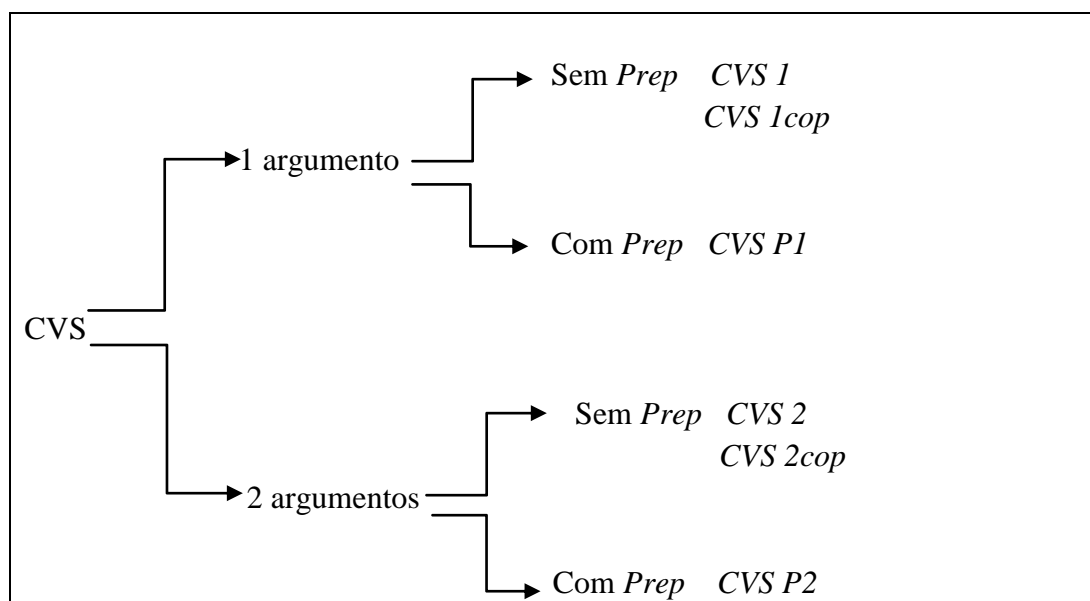 Sem Prep CVS 1
CVS 1cop
1 argumento
Com Prep CVS P1
CVS
Sem Prep CVS 2
CVS 2cop
2 argumentos
Com Prep CVS P2